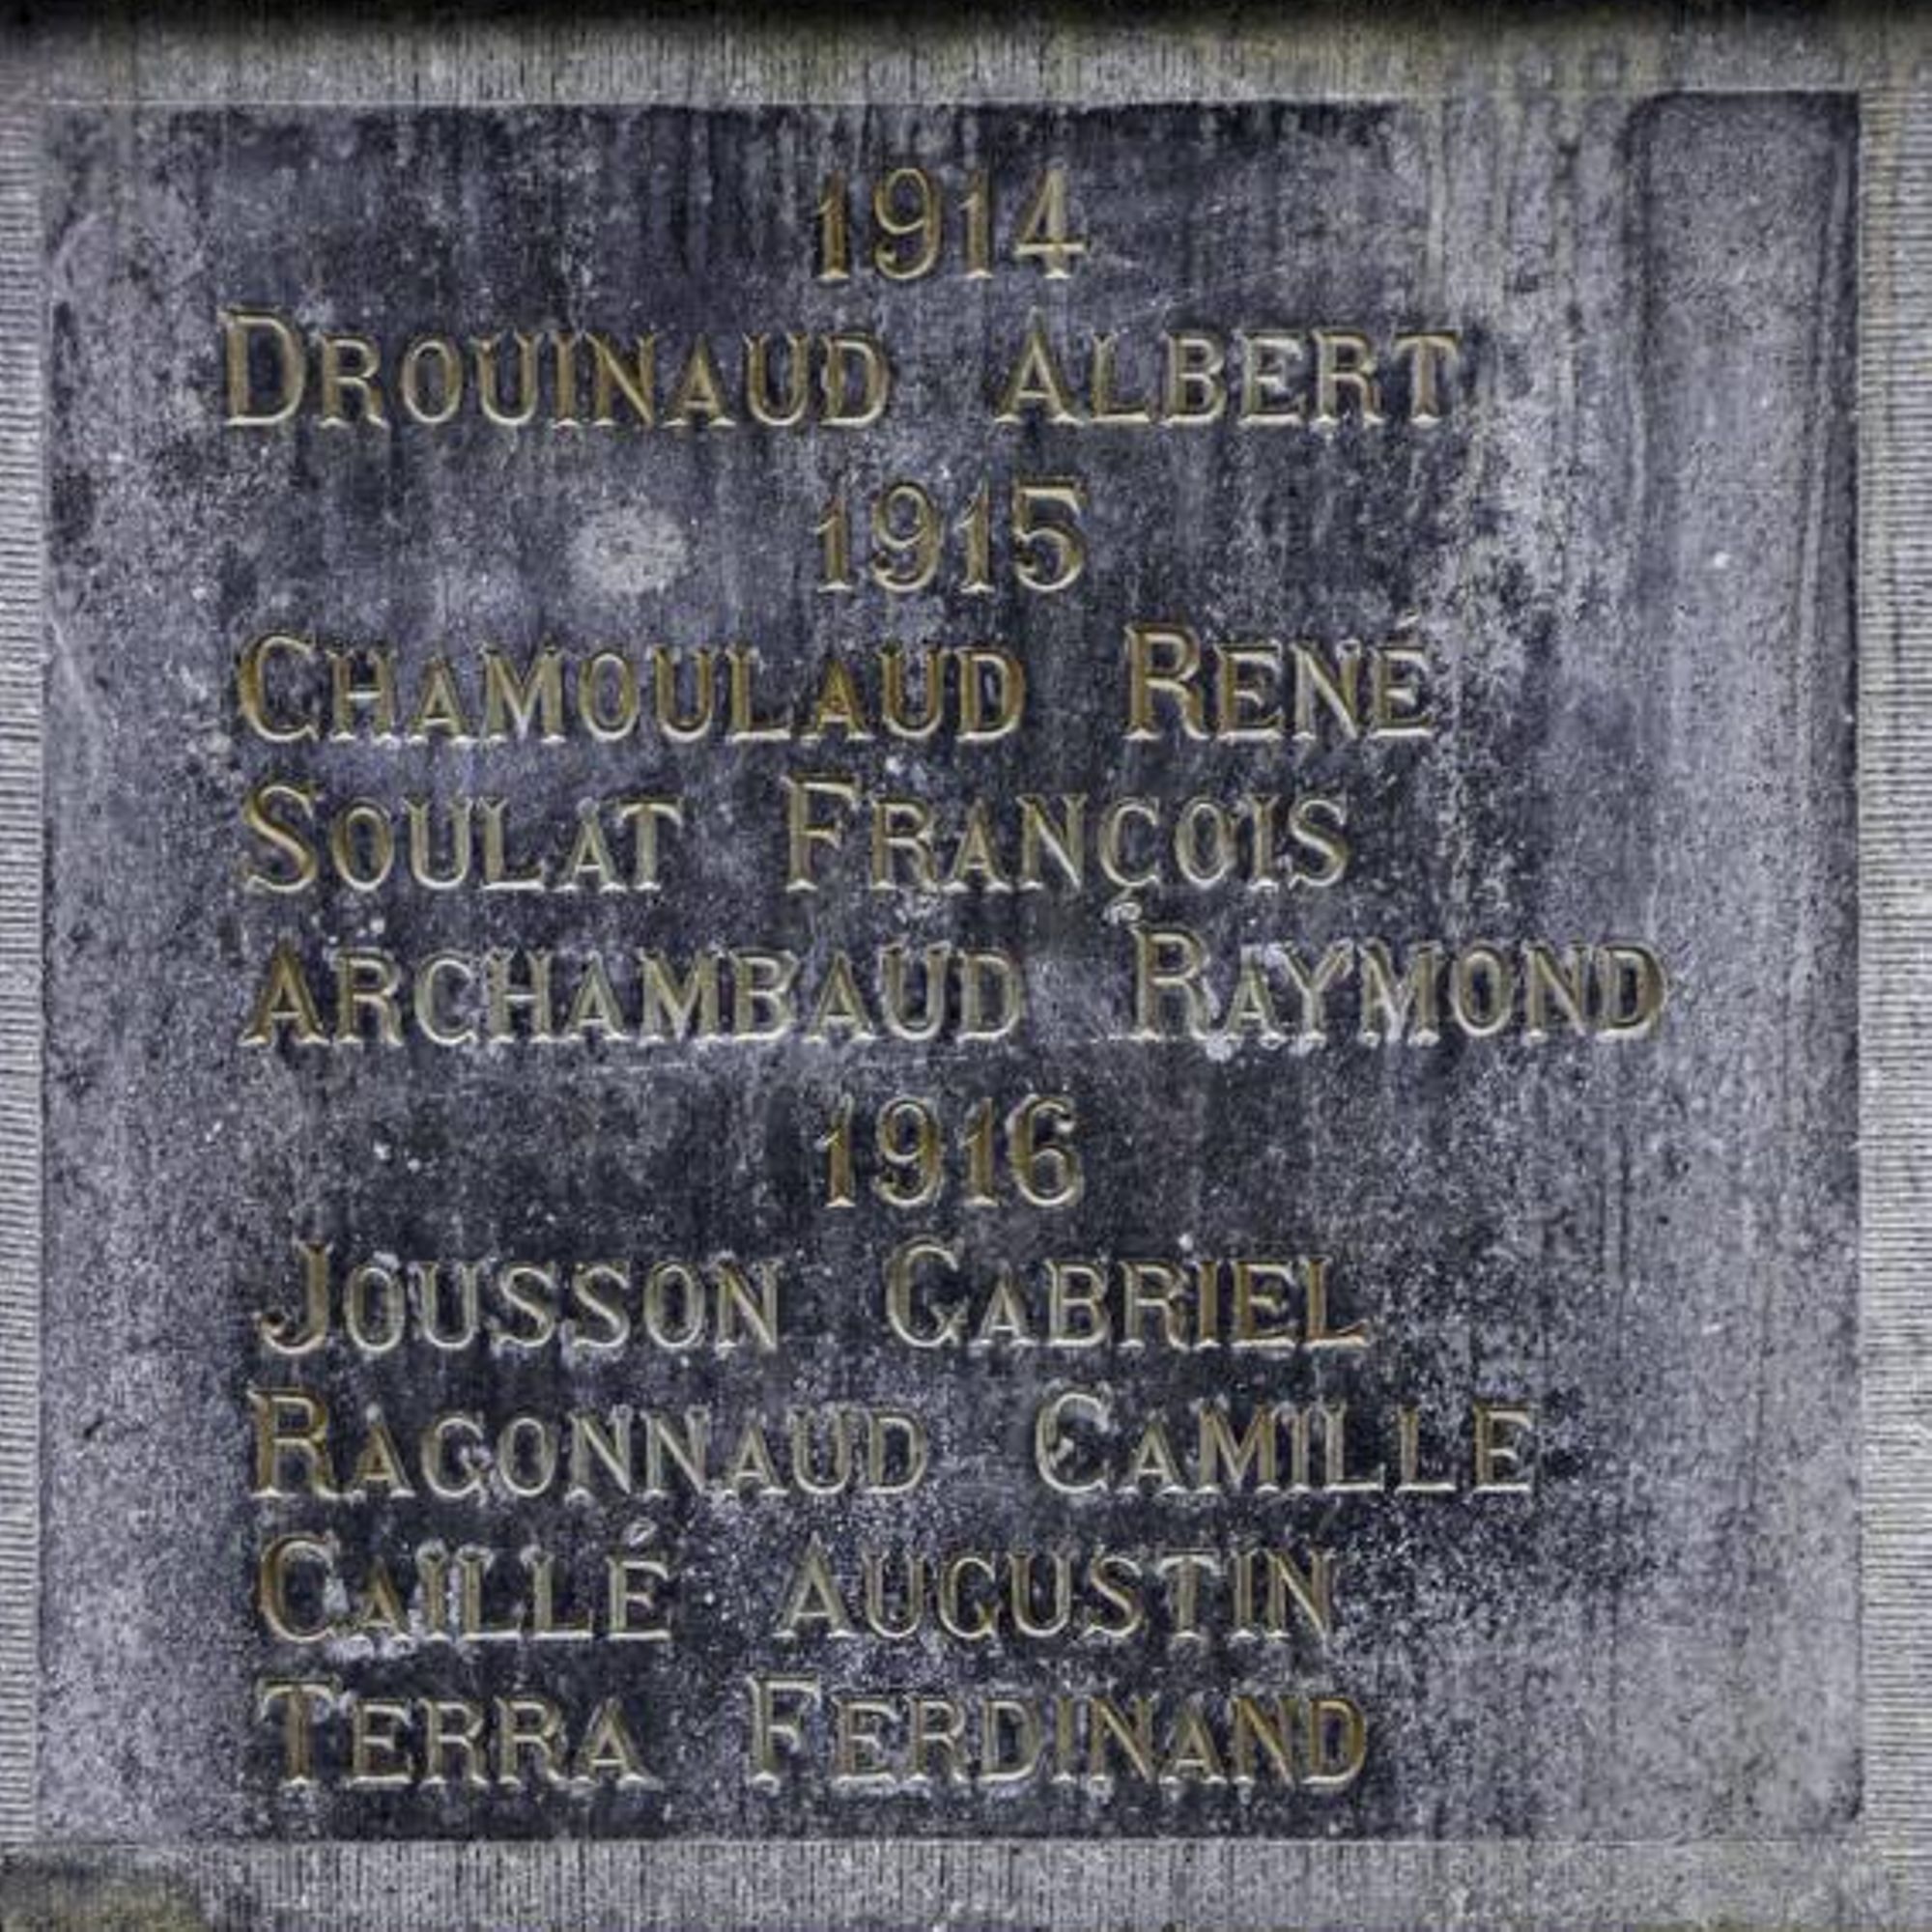 1914
DROUINAUD ALBERT
1915
CHAMOULAUD RENÉ
SOULAT FRANÇOIS
ARCHAMBAUD RAYMOND
1916
JOUSSON GABRIEL
RAGONNAUD CAMILLE
CAILLÉ AUGUSTIN
TERRA FERDINAND